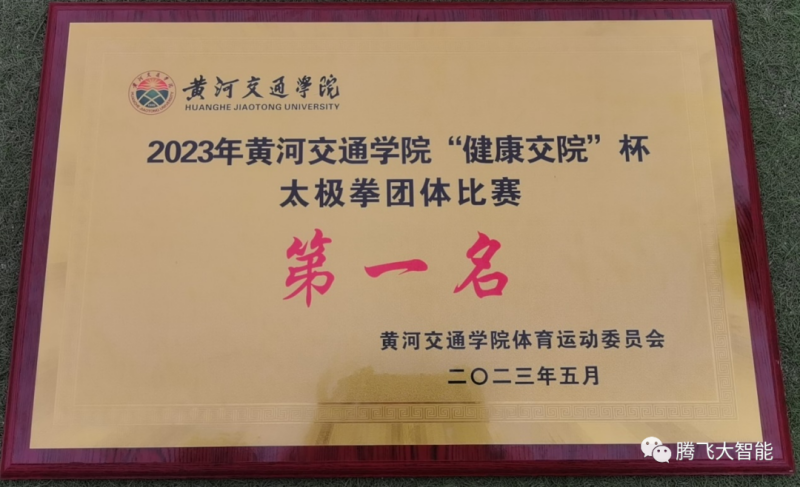 黄河交通学院
HUANGHE JIAOTONG UNIVERSITY
2023年黄河交通学院“健康交院”杯
太极拳团体比赛
第一名
黄河交通学院体育运动委员会
二〇二三年五月
腾飞大智能